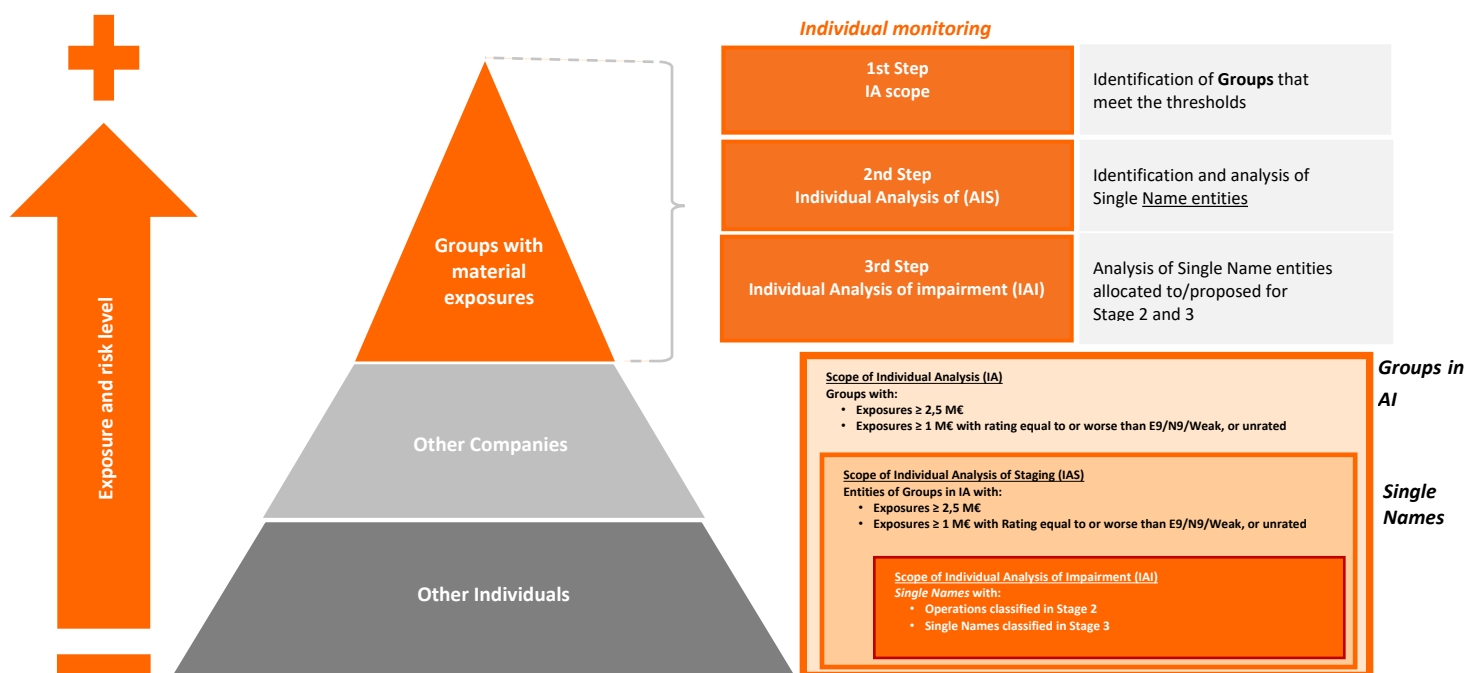 Individual monitoring
1st Step
IA scope
Identification of Groups that
meet the thresholds
2nd Step
Individual Analysis of (AIS)
Identification and analysis of
Single Name entities
3rd Step
Individual Analysis of impairment (IAI)
Analysis of Single Name entities
allocated to/proposed for
Stage 2 and 3
Exposure and risk level
Groups with
material
exposures
Other Companies
Other Individuals
Scope of Individual Analysis (IA)
Groups with:
• Exposures ≥ 2,5 M€
• Exposures ≥ 1 M€ with rating equal to or worse than E9/N9/Weak, or unrated
Groups in
AI
Scope of Individual Analysis of Staging (IAS)
Entities of Groups in IA with:
• Exposures ≥ 2,5 M€
• Exposures ≥ 1 M€ with Rating equal to or worse than E9/N9/Weak, or unrated
Single
Names
Scope of Individual Analysis of Impairment (IAI)
Single Names with:
• Operations classified in Stage 2
• Single Names classified in Stage 3